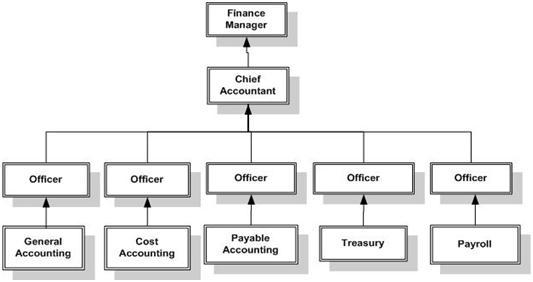 Finance
Manager
Chief
Accountant
Officer
Officer
Officer
Officer
Officer
General
Accounting
Cost
Accounting
Payable
Accounting
Treasury
Payroll